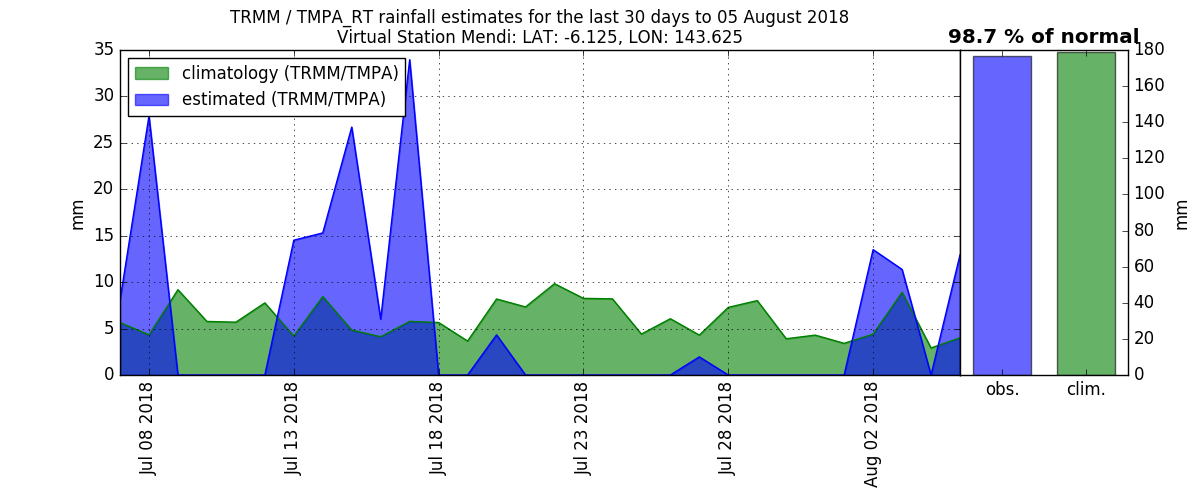 TRMM / TMPA_RT rainfall estimates for the last 30 days to 05 August 2018
Virtual Station Mendi: LAT: -6.125, LON: 143.625
98.7 % of normal
climatology (TRMM/TMPA)
estimated (TRMM/TMPA)
35
30
25
20
15
10
5
0
mm
Jul 08 2018
Jul 13 2018
Jul 18 2018
Jul 23 2018
Jul 28 2018
Aug 02 2018
obs.
clim.
180
160
140
120
100
80
60
40
20
0
mm